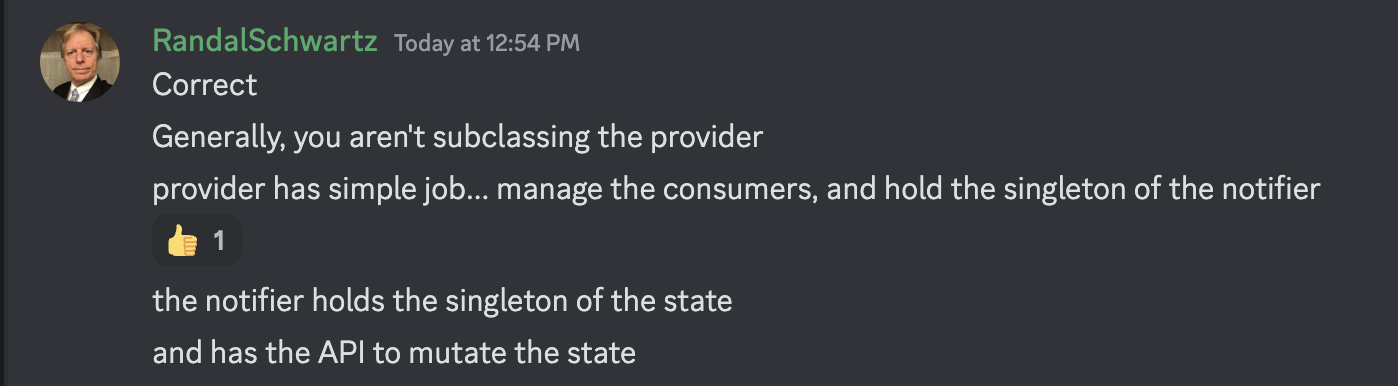 RandalSchwartz Today at 12:54 PM
Correct
Generally, you aren't subclassing the provider
provider has simple job... manage the consumers, and hold the singleton of the notifier
👍 1
the notifier holds the singleton of the state
and has the API to mutate the state